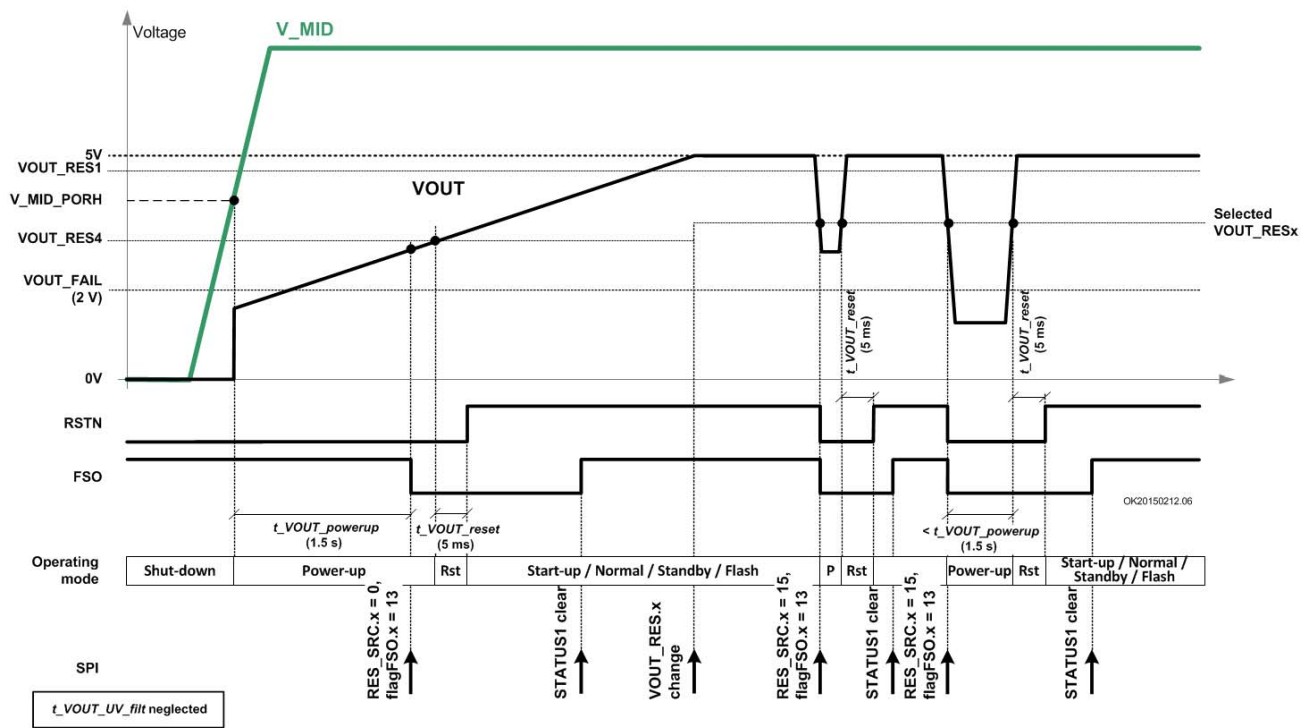 Voltage
V_MID
5V
VOUT_RES1
VOUT
V_MID_PORH
Selected
VOUT_RESx
VOUT_RES4
VOUT_FAIL
(2 V)
t_VOUT_reset
(5 ms)
t_VOUT_reset
(5 ms)
0V
RSTN
FSO
OK20150212.06
t_VOUT_powerup
(1.5 s)
t_VOUT_reset
(5 ms)
< t_VOUT_powerup
(1.5 s)
Operating
mode
Shut-down
Power-up
Rst
Start-up / Normal / Standby / Flash
P
Rst
Power-up
Rst
Start-up / Normal /
Standby / Flash
RES_SRC.x = 0,
flagFSO.x = 13
STATUS1 clear
VOUT_RES.x
change
RES_SRC.x = 15,
flagFSO.x = 13
STATUS1 clear
RES_SRC.x = 15,
flagFSO.x = 13
STATUS1 clear
SPI
t_VOUT_UV_filt neglected